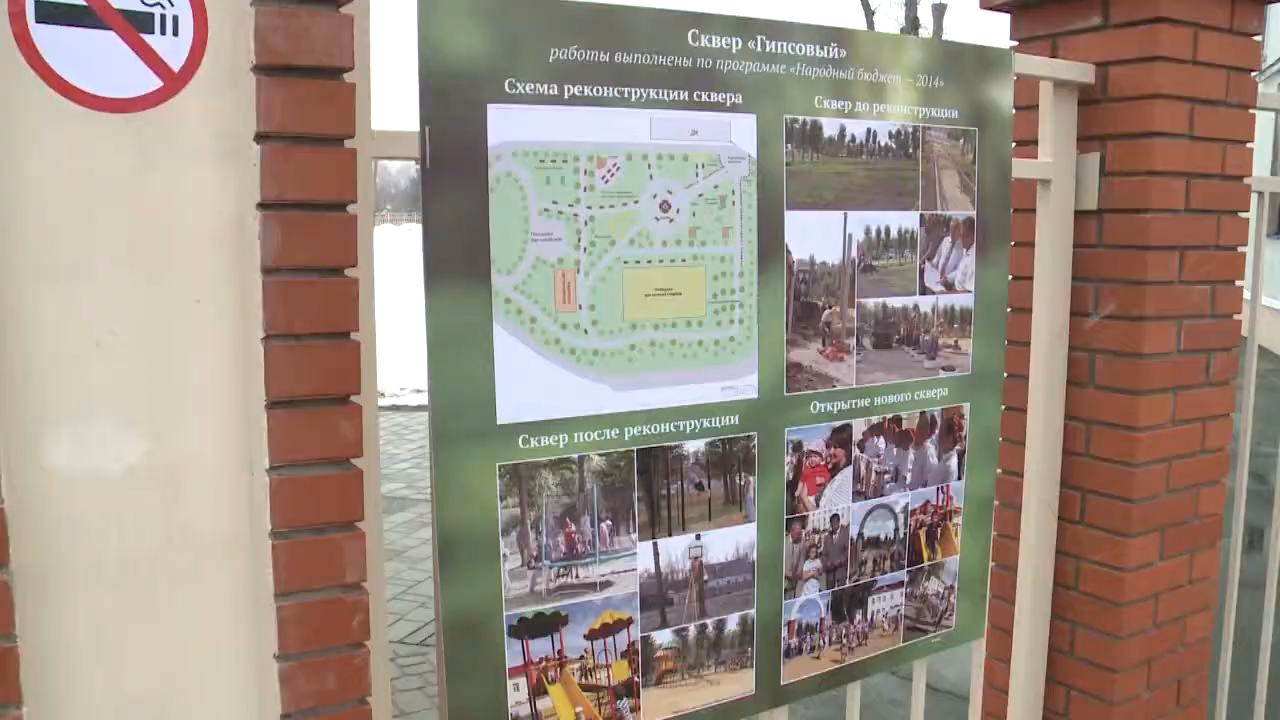 Сквер «Гипсовый»
работы выполнены по программе «Народный бюджет – 2014»
Схема реконструкции сквера
Сквер до реконструкции
Сквер после реконструкции
Открытие нового сквера